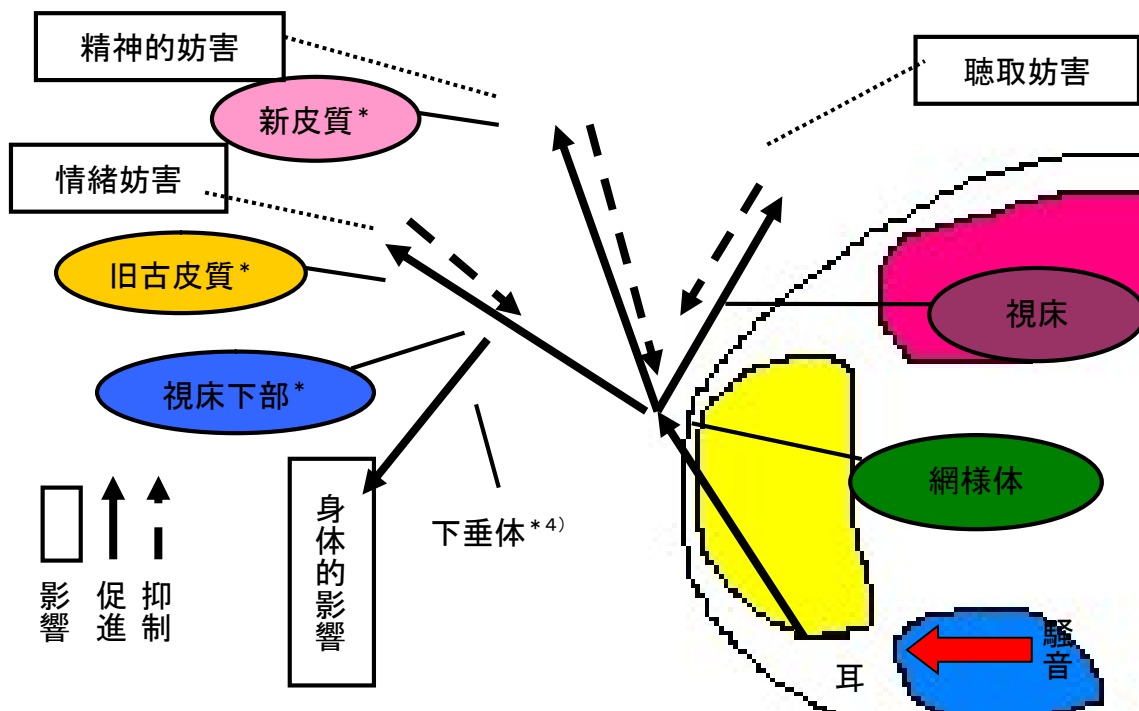 精神的妨害
聴取妨害
新皮質*
情緒妨害
旧古皮質*
視床
視床下部*
網様体
身体的影響
下垂体*4)
影響
促進
抑制
騒音
耳